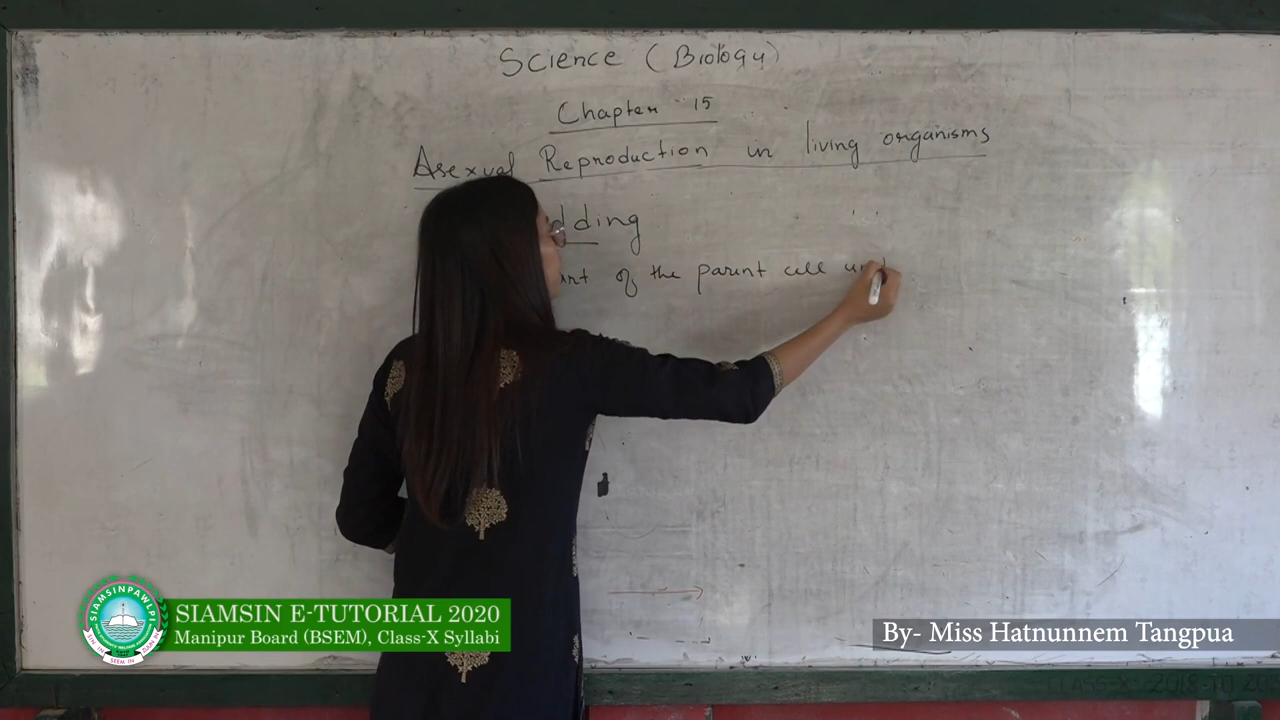 Science (Biology)
Chapter 15
Asexual Reproduction in living organisms
dding
of the parent cell
SIAMSINPAWLPI
SIAMSIN E-TUTORIAL 2020
Manipur Board (BSEM), Class-X Syllabi
By- Miss Hatnunnem Tangpua